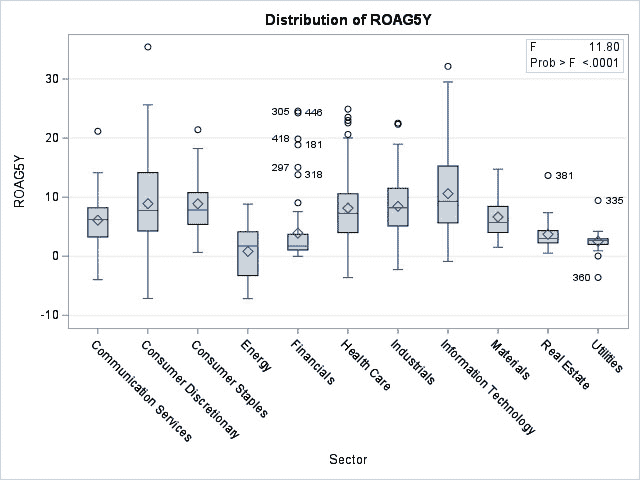 Distribution of ROAG5Y
F 11.80
Prob > F <.0001
ROAG5Y
30
20
10
0
-10
305 446
418 181
297 318
381
335
360
Communication Services
Consumer Discretionary
Consumer Staples
Energy
Financials
Health Care
Industrials
Information Technology
Materials
Real Estate
Utilities
Sector